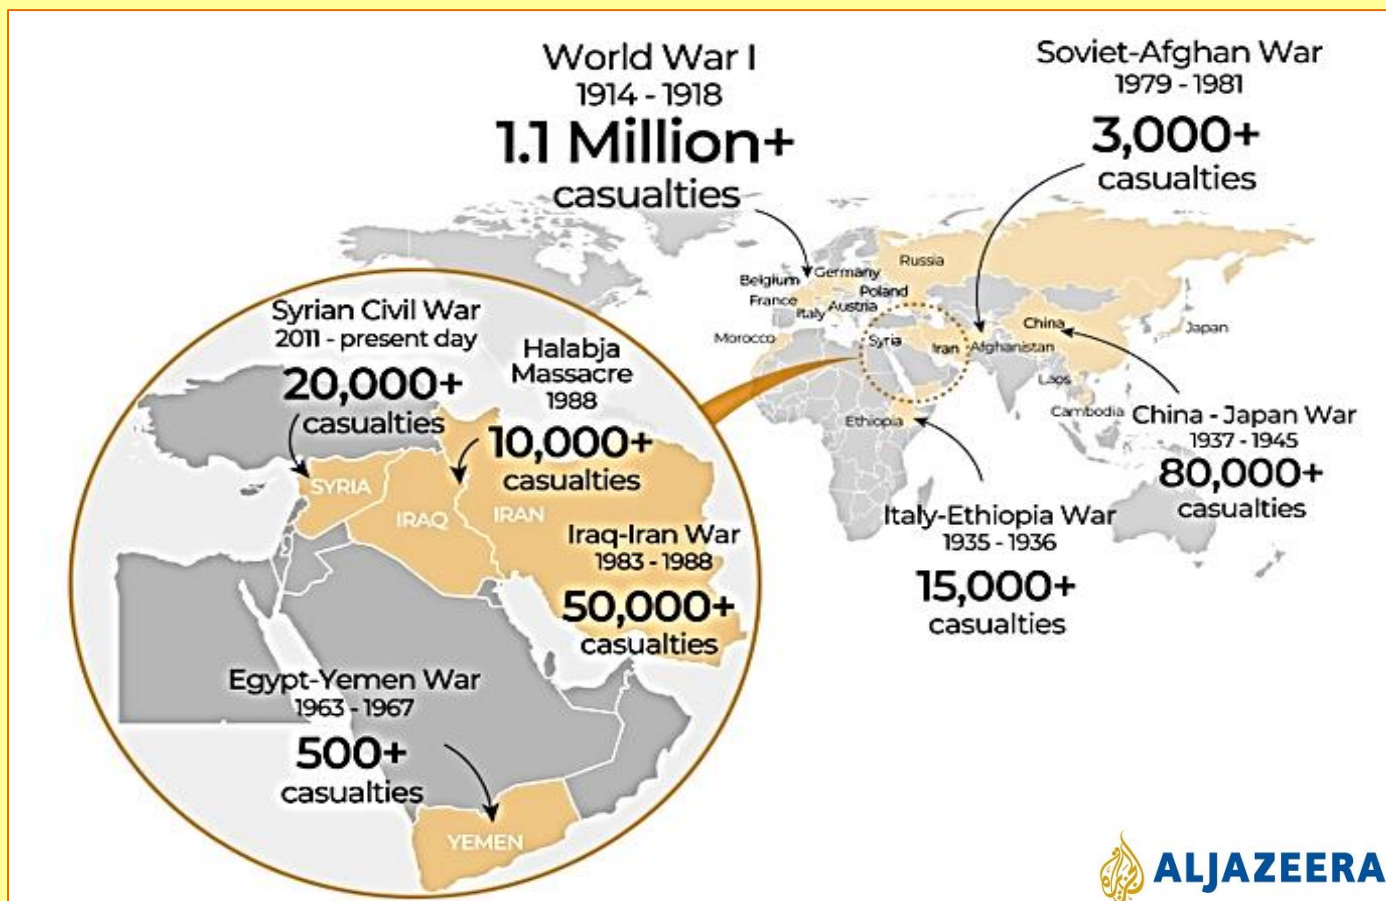 World War I
1914 - 1918
1.1 Million+
casualties
Soviet-Afghan War
1979 - 1981
3,000+
casualties
Russia
Germany
Belgium
Poland
France
Austria
Italy
Morocco
Syria
Iran
Afghanistan
China
Japan
Laos
Cambodia
Ethiopia
China - Japan War
1937 - 1945
80,000+
casualties
Italy-Ethiopia War
1935 - 1936
15,000+
casualties
Syrian Civil War
2011 - present day
20,000+
casualties
Halabja
Massacre
1988
10,000+
casualties
SYRIA
IRAQ
IRAN
Iraq-Iran War
1983 - 1988
50,000+
casualties
Egypt-Yemen War
1963 - 1967
500+
casualties
YEMEN
ALJAZEERA